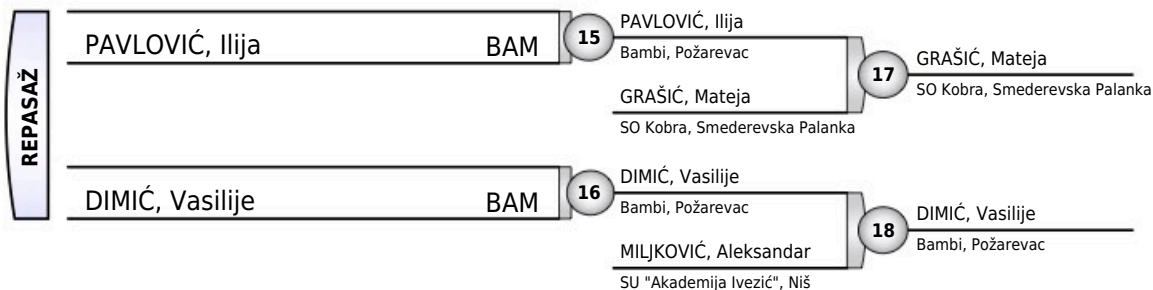 REPASAŽ
PAVLOVIĆ, Ilija BAM
15
PAVLOVIĆ, Ilija
Bambi, Požarevac
GRAŠIĆ, Mateja
SO Kobra, Smederevska Palanka
17
GRAŠIĆ, Mateja
SO Kobra, Smederevska Palanka
DIMIĆ, Vasilije BAM
16
DIMIĆ, Vasilije
Bambi, Požarevac
MILJKOVIĆ, Aleksandar
SU "Akademija Ivezić", Niš
18
DIMIĆ, Vasilije
Bambi, Požarevac